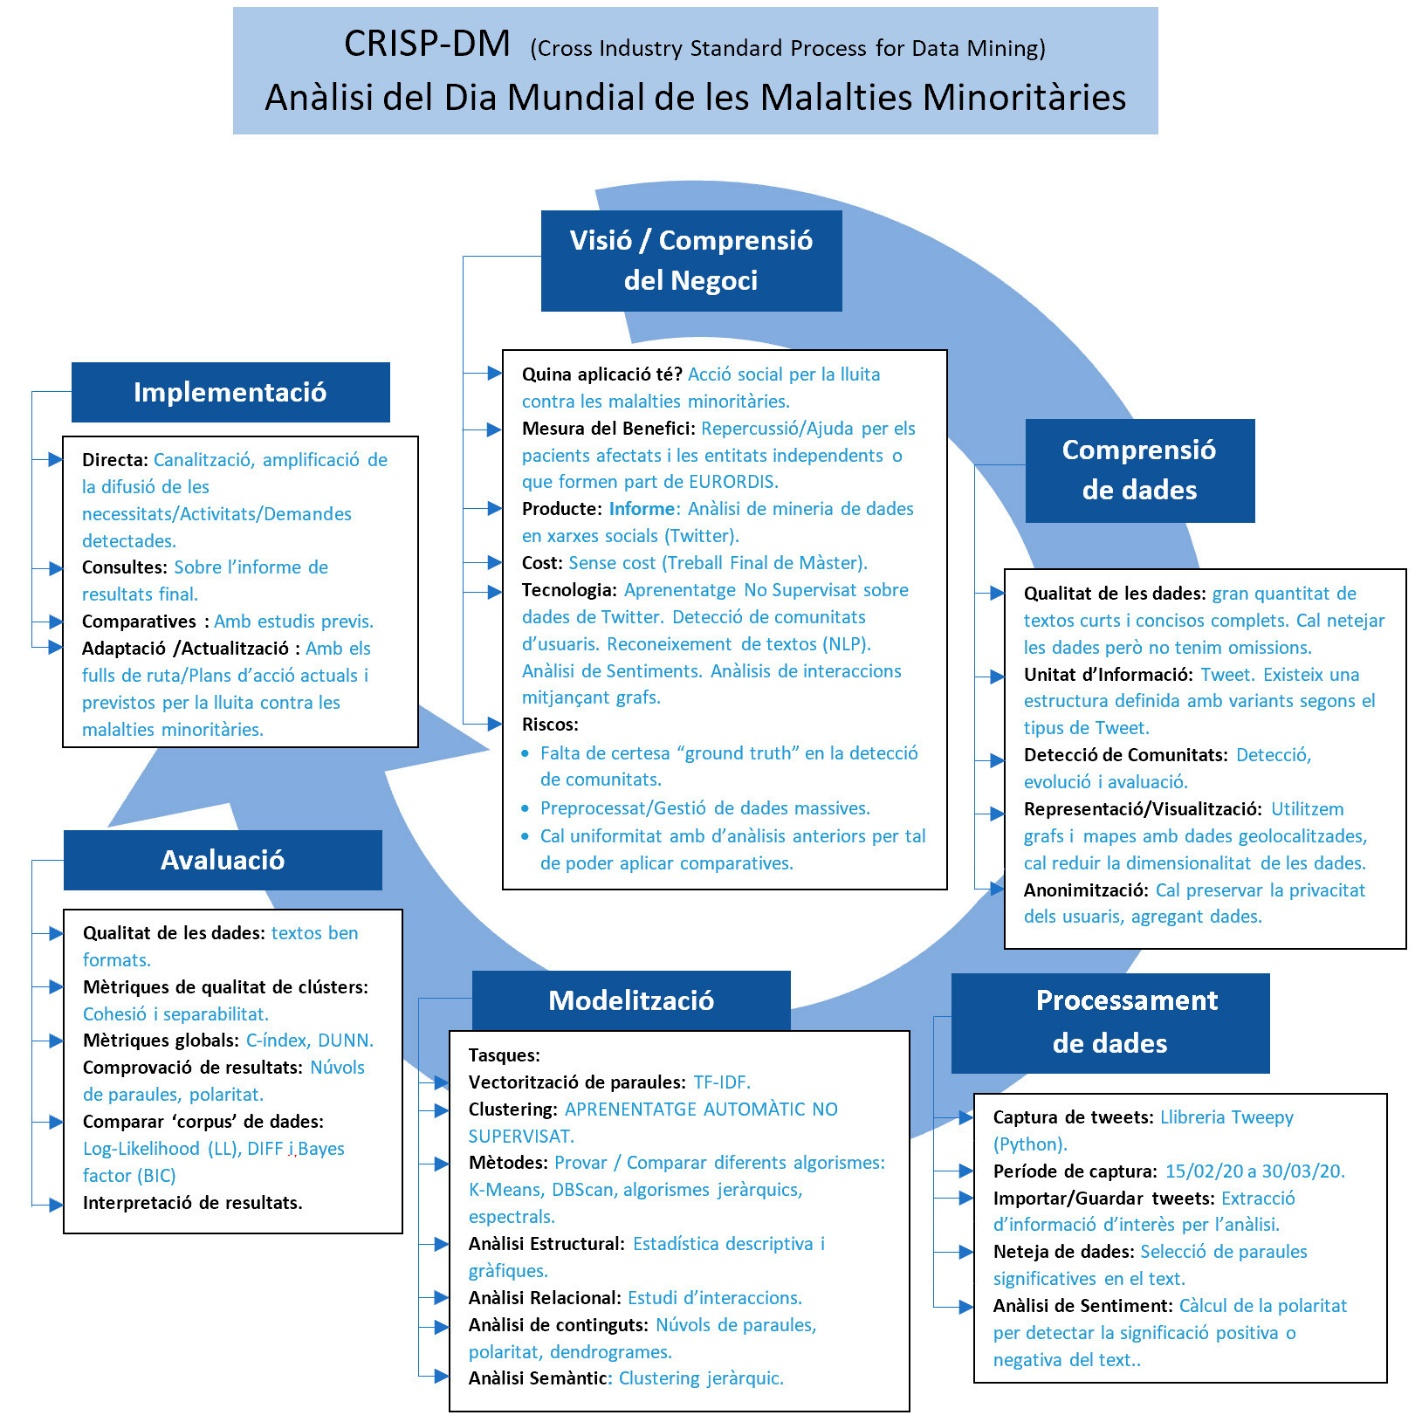 CRISP-DM (Cross Industry Standard Process for Data Mining)
Anàlisi del Dia Mundial de les Malalties Minoritàries
Visió / Comprensió
del Negoci
Quina aplicació té? Acció social per la lluita
contra les malalties minoritàries.
Mesura del Benefici: Repercussió/Ajuda per els
pacients afectats i les entitats independents o
que formen part de EURORDIS.
Producte: Informe: Anàlisi de mineria de dades
en xarxes socials (Twitter).
Cost: Sense cost (Treball Final de Màster).
Tecnologia: Aprenentatge No Supervisat sobre
dades de Twitter. Detecció de comunitats
d’usuaris. Reconeixement de textos (NLP).
Anàlisi de Sentiments. Anàlisis de interaccions
mitjançant grafs.
Riscos:
• Falta de certesa “ground truth” en la detecció
de comunitats.
• Preprocessat/Gestió de dades massives.
• Cal uniformitat amb d’anàlisis anteriors per tal
de poder aplicar comparatives.
Comprensió
de dades
Qualitat de les dades: gran quantitat de
textos curts i concisos complets. Cal netejar
les dades però no tenim omissions.
Unitat d’Informació: Tweet. Existeix una
estructura definida amb variants segons el
tipus de Tweet.
Detecció de Comunitats: Detecció,
evolució i avaluació.
Representació/Visualització: Utilitzem
grafs i mapes amb dades geolocalitzades,
cal reduir la dimensionalitat de les dades.
Anonimització: Cal preservar la privacitat
dels usuaris, agregant dades.
Processament
de dades
Captura de tweets: Llibreria Tweepy
(Python).
Període de captura: 15/02/20 a 30/03/20.
Importar/Guardar tweets: Extracció
d’informació d’interès per l’anàlisi.
Neteja de dades: Selecció de paraules
significatives en el text.
Anàlisi de Sentiment: Càlcul de la polaritat
per detectar la significació positiva o
negativa del text..
Modelització
Tasques:
Vectorització de paraules: TF-IDF.
Clustering: APRENENTATGE AUTOMÀTIC NO
SUPERVISAT.
Mètodes: Provar / Comparar diferents algorismes:
K-Means, DBScan, algorismes jeràrquics,
espectrals.
Anàlisi Estructural: Estadística descriptiva i
gràfiques.
Anàlisi Relacional: Estudi d’interaccions.
Anàlisi de continguts: Núvols de paraules,
polaritat, dendrogrames.
Anàlisi Semàntic: Clustering jeràrquic.
Avaluació
Qualitat de les dades: textos ben
formats.
Mètriques de qualitat de clústers:
Cohesió i separabilitat.
Mètriques globals: C-índex, DUNN.
Comprovació de resultats: Núvols
de paraules, polaritat.
Comparar ‘corpus’ de dades:
Log-Likelihood (LL), DIFF i Bayes
factor (BIC)
Interpretació de resultats.
Implementació
Directa: Canalització, amplificació de
la difusió de les
necessitats/Activitats/Demandes
detectades.
Consultes: Sobre l’informe de
resultats final.
Comparatives : Amb estudis previs.
Adaptació /Actualització : Amb els
fulls de ruta/Plans d’acció actuals i
previstos per la lluita contra les
malalties minoritàries.